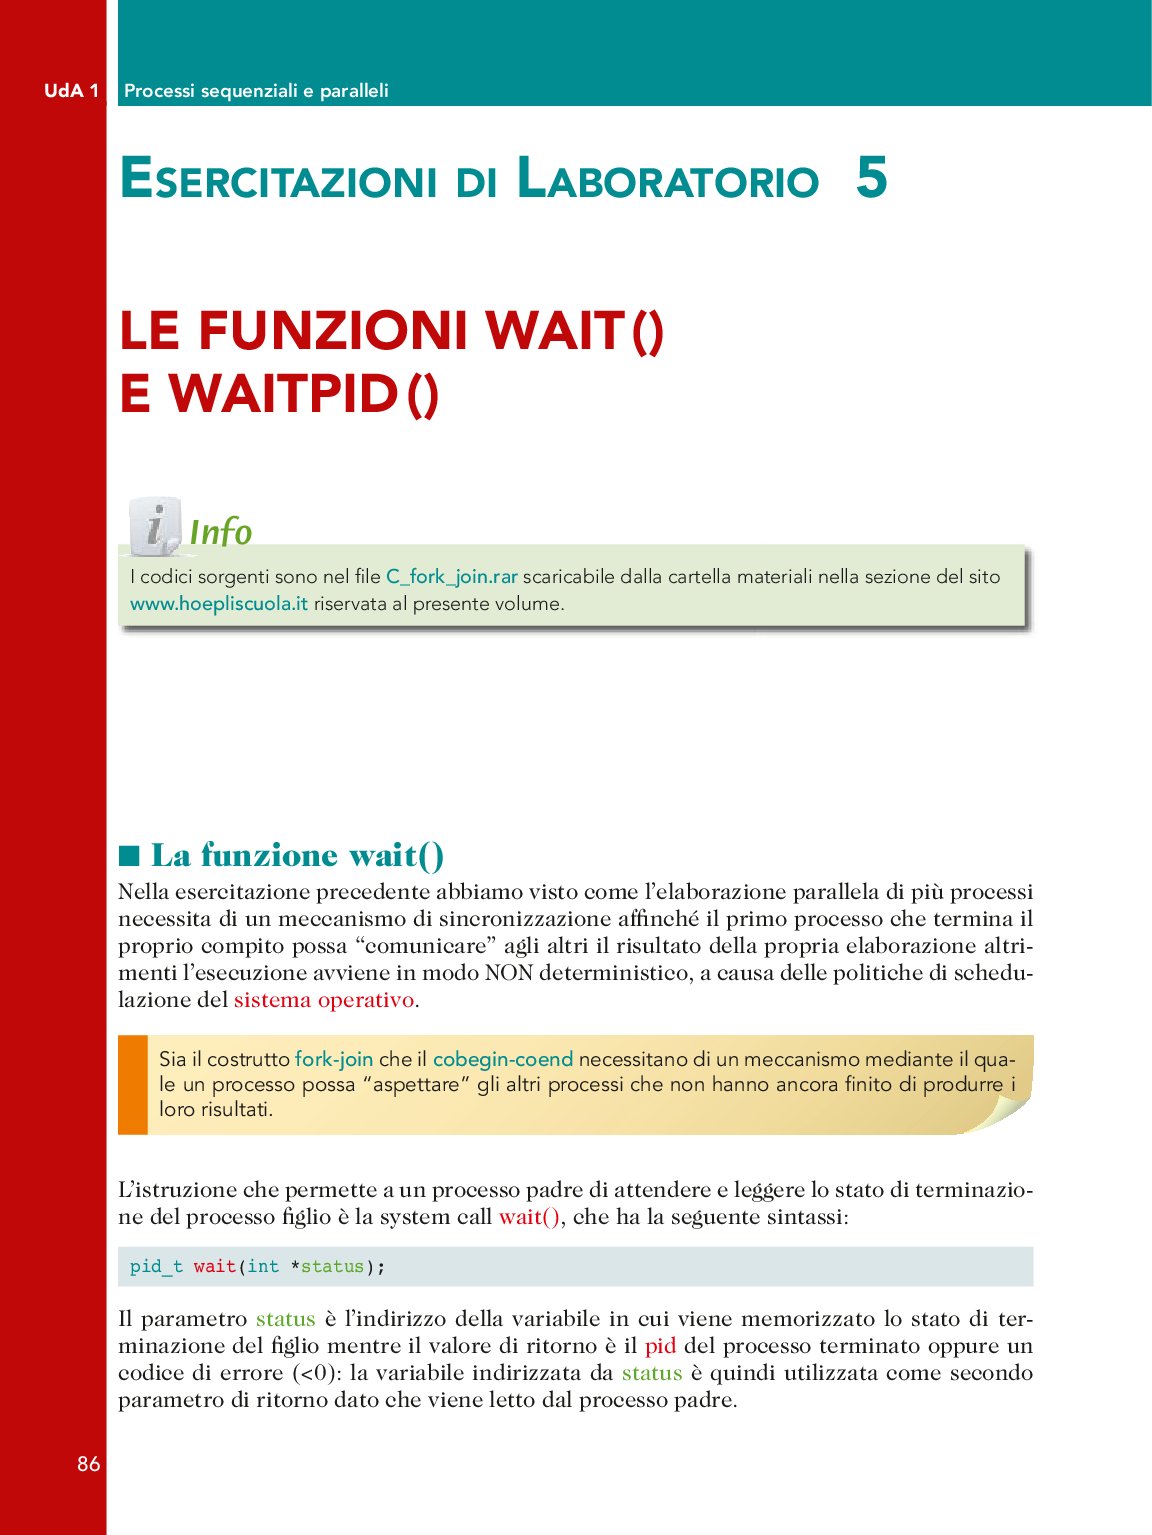 UdA 1 Processi sequenziali e paralleli
ESERCITAZIONI DI LABORATORIO 5
LE FUNZIONI WAIT()
E WAITPID()
i Info
I codici sorgenti sono nel file C_fork_join.rar scaricabile dalla cartella materiali nella sezione del sito
www.hoepliscuola.it riservata al presente volume.
■ La funzione wait()
Nella esercitazione precedente abbiamo visto come l’elaborazione parallela di più processi
necessita di un meccanismo di sincronizzazione affinché il primo processo che termina il
proprio compito possa “comunicare” agli altri il risultato della propria elaborazione altri-
menti l’esecuzione avviene in modo NON deterministico, a causa delle politiche di schedu-
lazione del sistema operativo.
Sia il costrutto fork-join che il cobegin-coend necessitano di un meccanismo mediante il qua-
le un processo possa “aspettare” gli altri processi che non hanno ancora finito di produrre i
loro risultati.
L’istruzione che permette a un processo padre di attendere e leggere lo stato di terminazio-
ne del processo figlio è la system call wait(), che ha la seguente sintassi:
pid_t wait(int *status);
Il parametro status è l’indirizzo della variabile in cui viene memorizzato lo stato di ter-
minazione del figlio mentre il valore di ritorno è il pid del processo terminato oppure un
codice di errore (<0): la variabile indirizzata da status è quindi utilizzata come secondo
parametro di ritorno dato che viene letto dal processo padre.
86